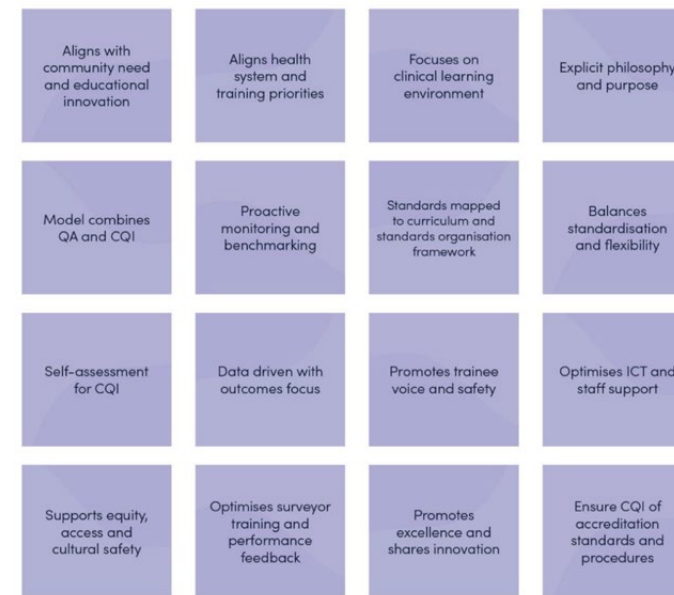 Aligns with
community need
and educational
innovation
Aligns health
system and
training priorities
Focuses on
clinical learning
environment
Explicit philosophy
and purpose
Model combines
QA and CQI
Proactive
monitoring and
benchmarking
Standards mapped
to curriculum and
standards organisation
framework
Balances
standardisation
and flexibility
Self-assessment
for CQI
Data driven with
outcomes focus
Promotes trainee
voice and safety
Optimises ICT and
staff support
Supports equity,
access and
cultural safety
Optimises surveyor
training and
performance
feedback
Promotes
excellence and
shares innovation
Ensure CQI of
accreditation
standards and
procedures